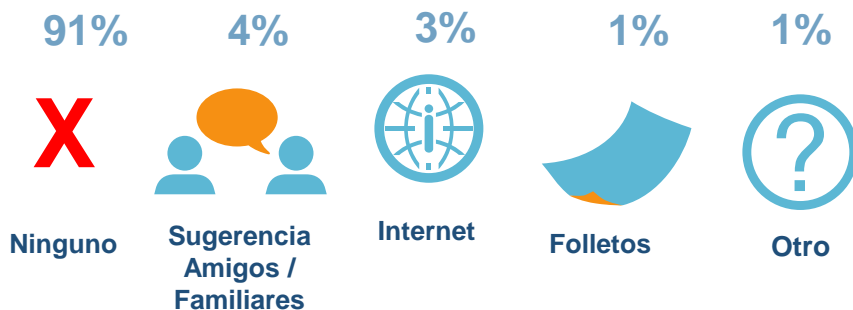 91% 4% 3% 1% 1%
X
i
?
Ninguno
Sugerencia
Amigos /
Familiares
Internet
Folletos
Otro